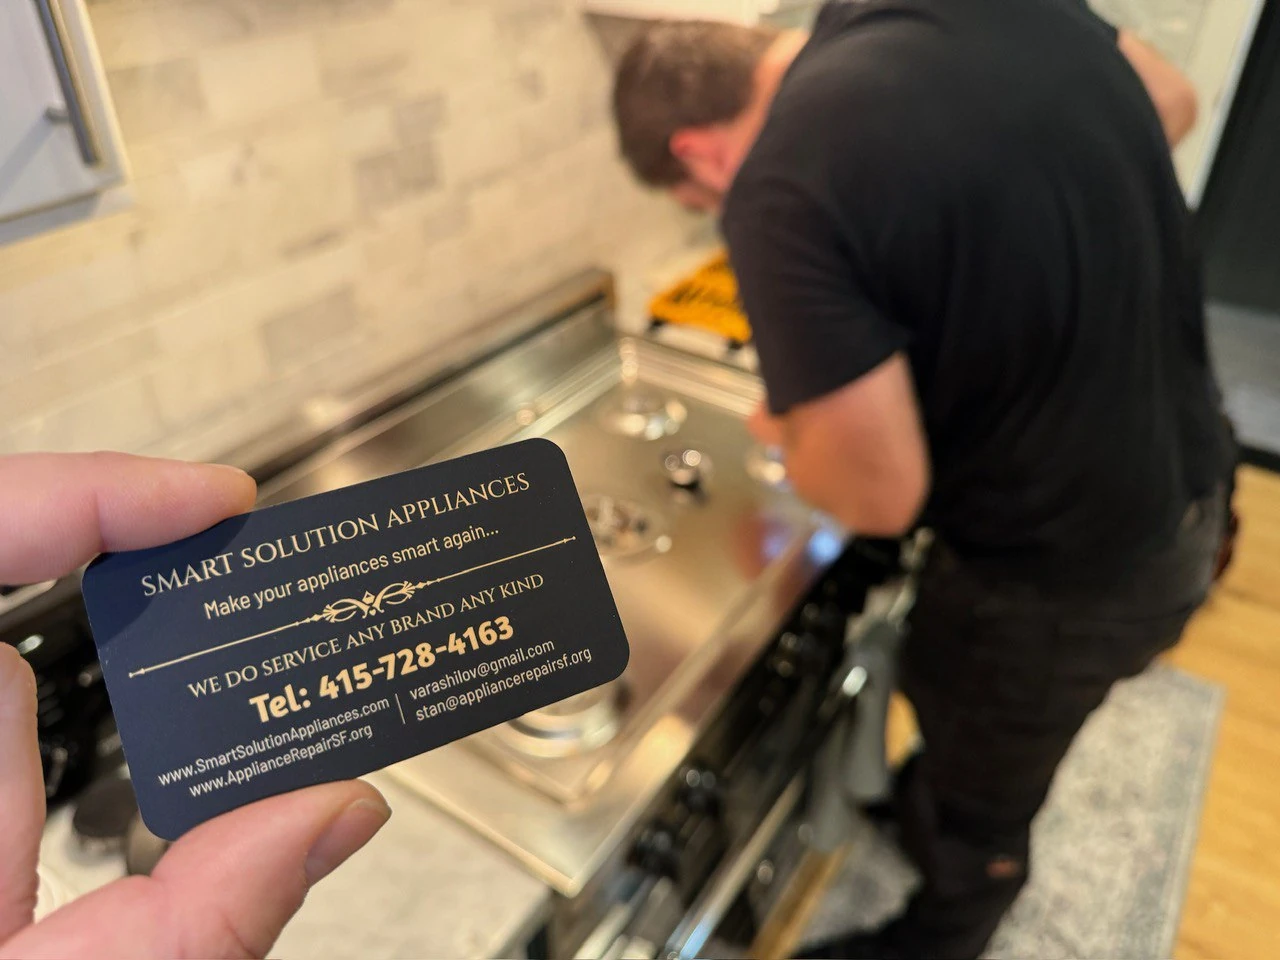 SMART SOLUTION APPLIANCES
Make your appliances smart again...
WE DO SERVICE ANY BRAND ANY KIND
Tel: 415-728-4163
www.SmartSolutionAppliances.com
www.ApplianceRepairSF.org
varashilov@gmail.com
stan@appliancerepairsf.org